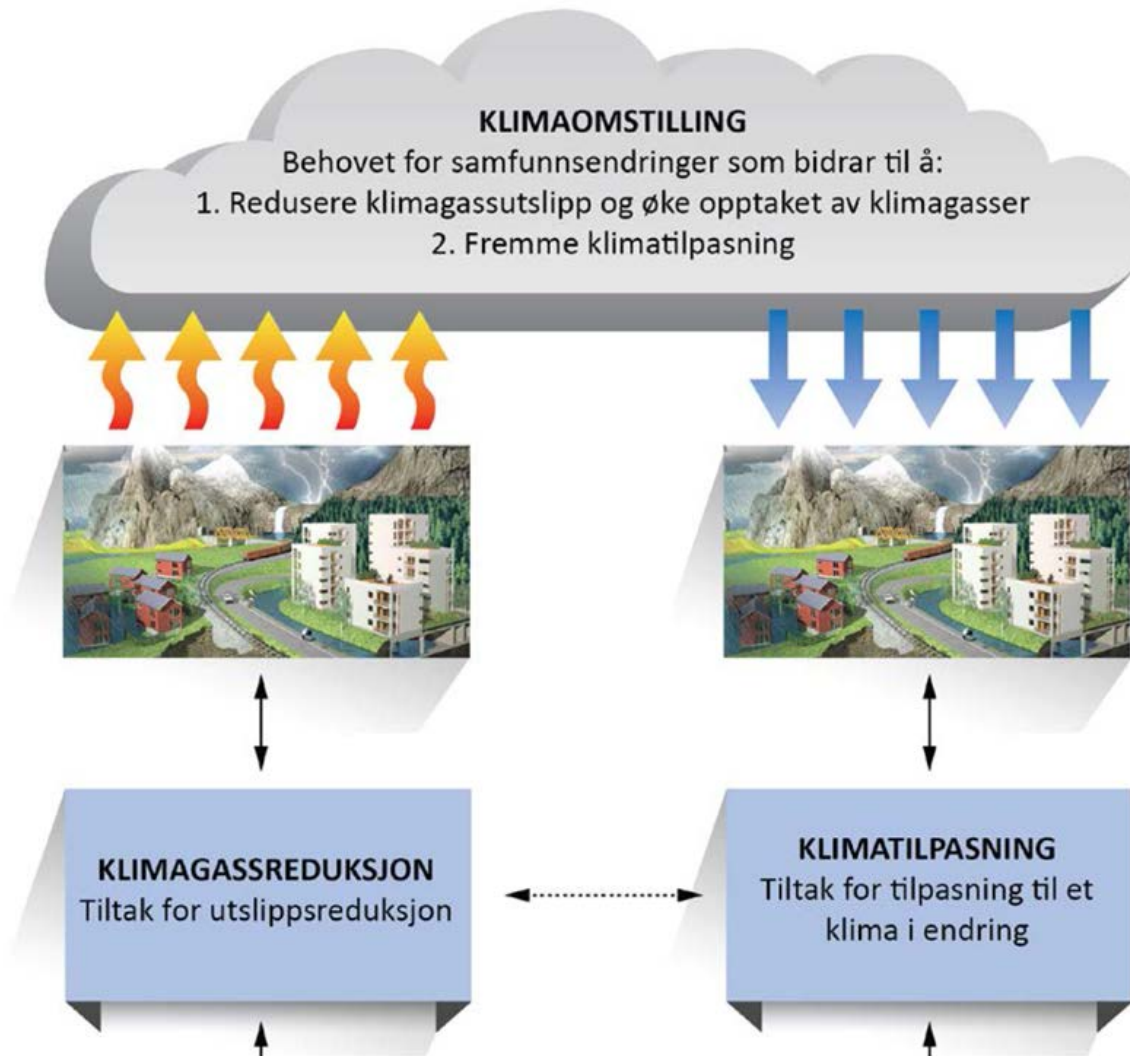 KLIMAOMSTILLING
Behovet for samfunnsendringer som bidrar til å:
1. Redusere klimagassutslipp og øke opptaket av klimagasser
2. Fremme klimatilpasning
KLIMAGASSREDUKSJON
Tiltak for utslippsreduksjon
KLIMATILPASNING
Tiltak for tilpasning til et
klima i endring